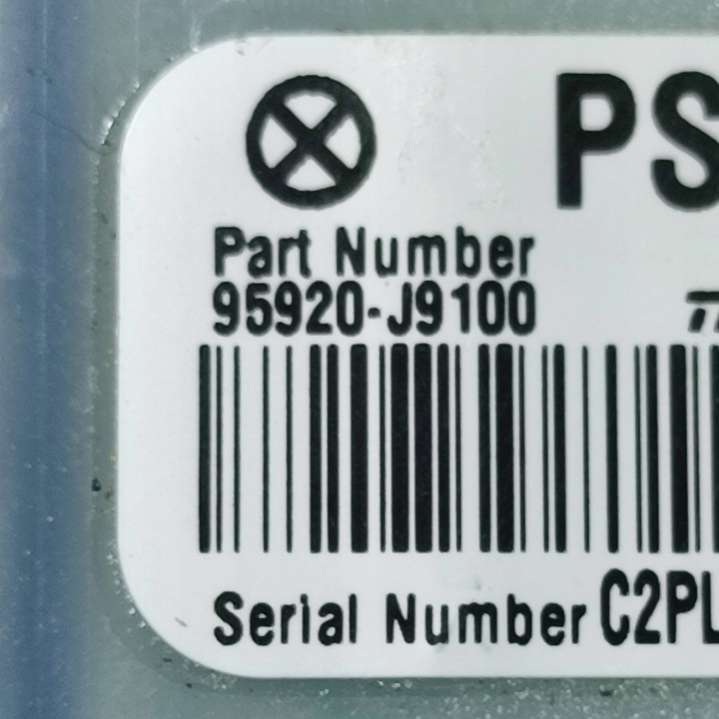 PS
Part Number
95920-J9100
Serial Number C2PL